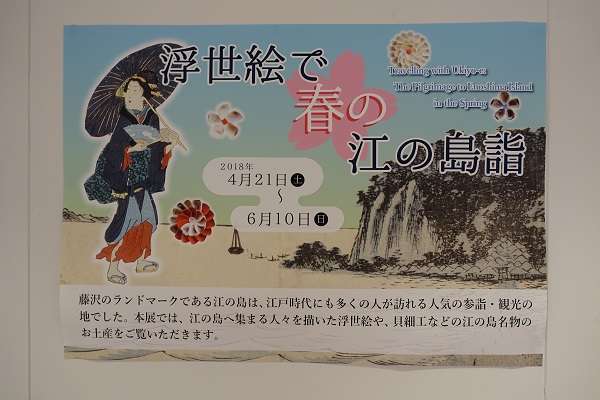 浮世絵で
春の
江の島詣
Travelling with Ukiyo-e:
The Pilgrimage to Enoshima Island
in the Spring
2018年
4月21日土
～
6月10日日
藤沢のランドマークである江の島は、江戸時代にも多くの人が訪れる人気の参詣・観光の
地でした。本展では、江の島へ集まる人々を描いた浮世絵や、貝細工などの江の島名物の
お土産をご覧いただきます。